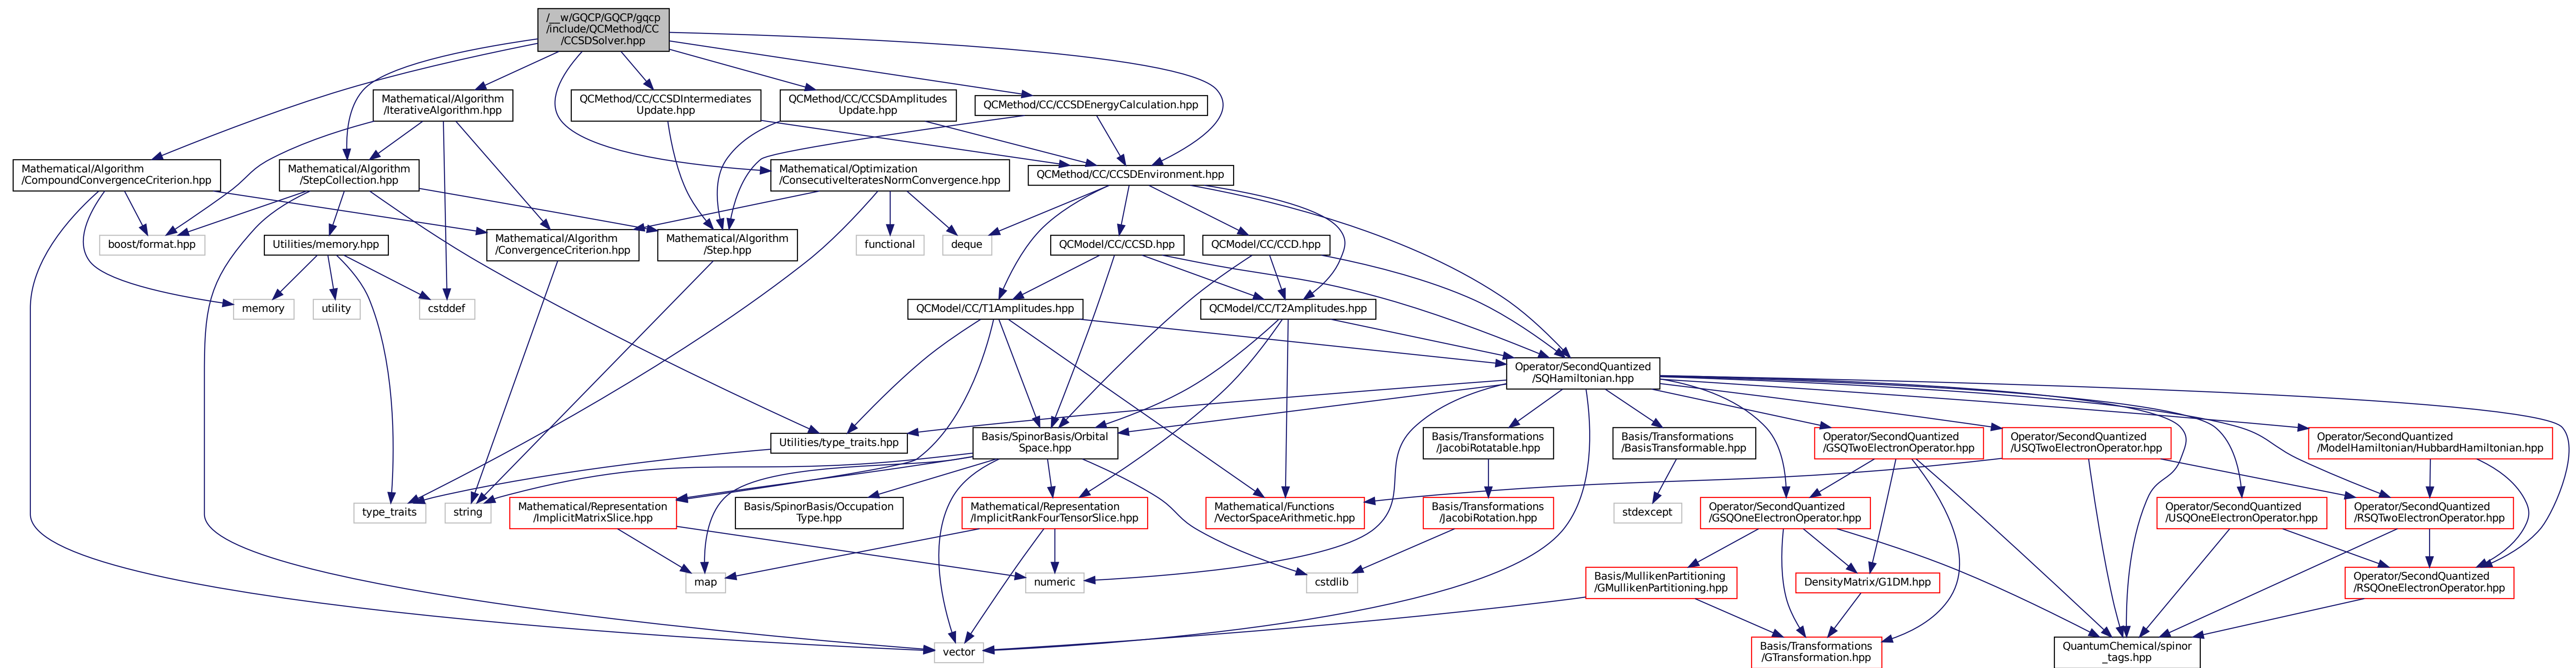 /__w/GQCP/GQCP/gqcp
/include/QCMethod/CC
/CCSDSolver.hpp
Mathematical/Algorithm
/IterativeAlgorithm.hpp
QCMethod/CC/CCSDIntermediates
Update.hpp
QCMethod/CC/CCSDAmplitudes
Update.hpp
QCMethod/CC/CCSDEnergyCalculation.hpp
Mathematical/Algorithm
/CompoundConvergenceCriterion.hpp
Mathematical/Algorithm
/StepCollection.hpp
Mathematical/Optimization
/ConsecutiveIteratesNormConvergence.hpp
QCMethod/CC/CCSDEnvironment.hpp
boost/format.hpp
Utilities/memory.hpp
Mathematical/Algorithm
/ConvergenceCriterion.hpp
Mathematical/Algorithm
/Step.hpp
functional
deque
QCModel/CC/CCSD.hpp
QCModel/CC/CCD.hpp
memory
utility
cstddef
QCModel/CC/T1Amplitudes.hpp
QCModel/CC/T2Amplitudes.hpp
Operator/SecondQuantized
/SQHamiltonian.hpp
Utilities/type_traits.hpp
Basis/SpinorBasis/Orbital
Space.hpp
Basis/Transformations
/JacobiRotatable.hpp
Basis/Transformations
/BasisTransformable.hpp
Operator/SecondQuantized
/GSQTwoElectronOperator.hpp
Operator/SecondQuantized
/USQTwoElectronOperator.hpp
Operator/SecondQuantized
/ModelHamiltonian/HubbardHamiltonian.hpp
type_traits
string
Mathematical/Representation
/ImplicitMatrixSlice.hpp
Basis/SpinorBasis/Occupation
Type.hpp
Mathematical/Representation
/ImplicitRankFourTensorSlice.hpp
Mathematical/Functions
/VectorSpaceArithmetic.hpp
Basis/Transformations
/JacobiRotation.hpp
stdexcept
Operator/SecondQuantized
/GSQOneElectronOperator.hpp
Operator/SecondQuantized
/USQOneElectronOperator.hpp
Operator/SecondQuantized
/RSQTwoElectronOperator.hpp
map
numeric
cstdlib
Basis/MullikenPartitioning
/GMullikenPartitioning.hpp
DensityMatrix/G1DM.hpp
Operator/SecondQuantized
/RSQOneElectronOperator.hpp
vector
Basis/Transformations
/GTransformation.hpp
QuantumChemical/spinor
_tags.hpp